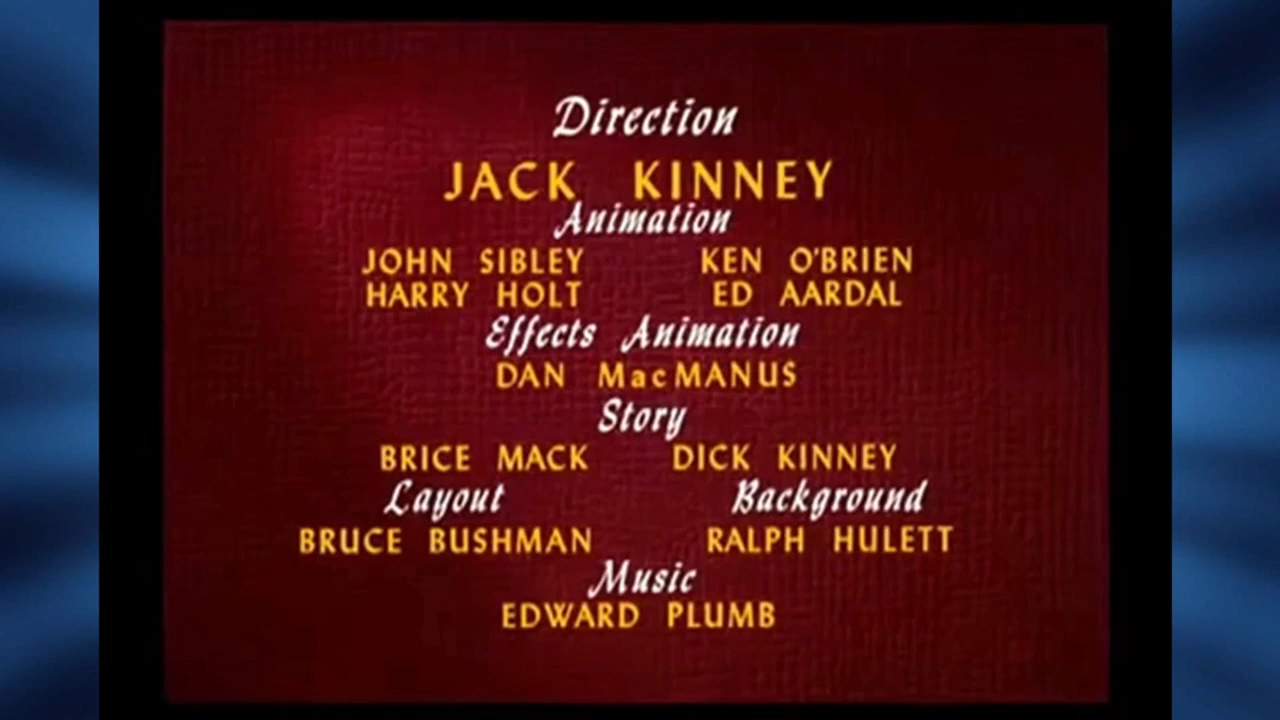 Direction
JACK KINNEY
Animation
JOHN SIBLEY KEN O'BRIEN
HARRY HOLT ED AARDAL
Effects Animation
DAN MacMANUS
Story
BRICE MACK DICK KINNEY
Layout Background
BRUCE BUSHMAN RALPH HULETT
Music
EDWARD PLUMB